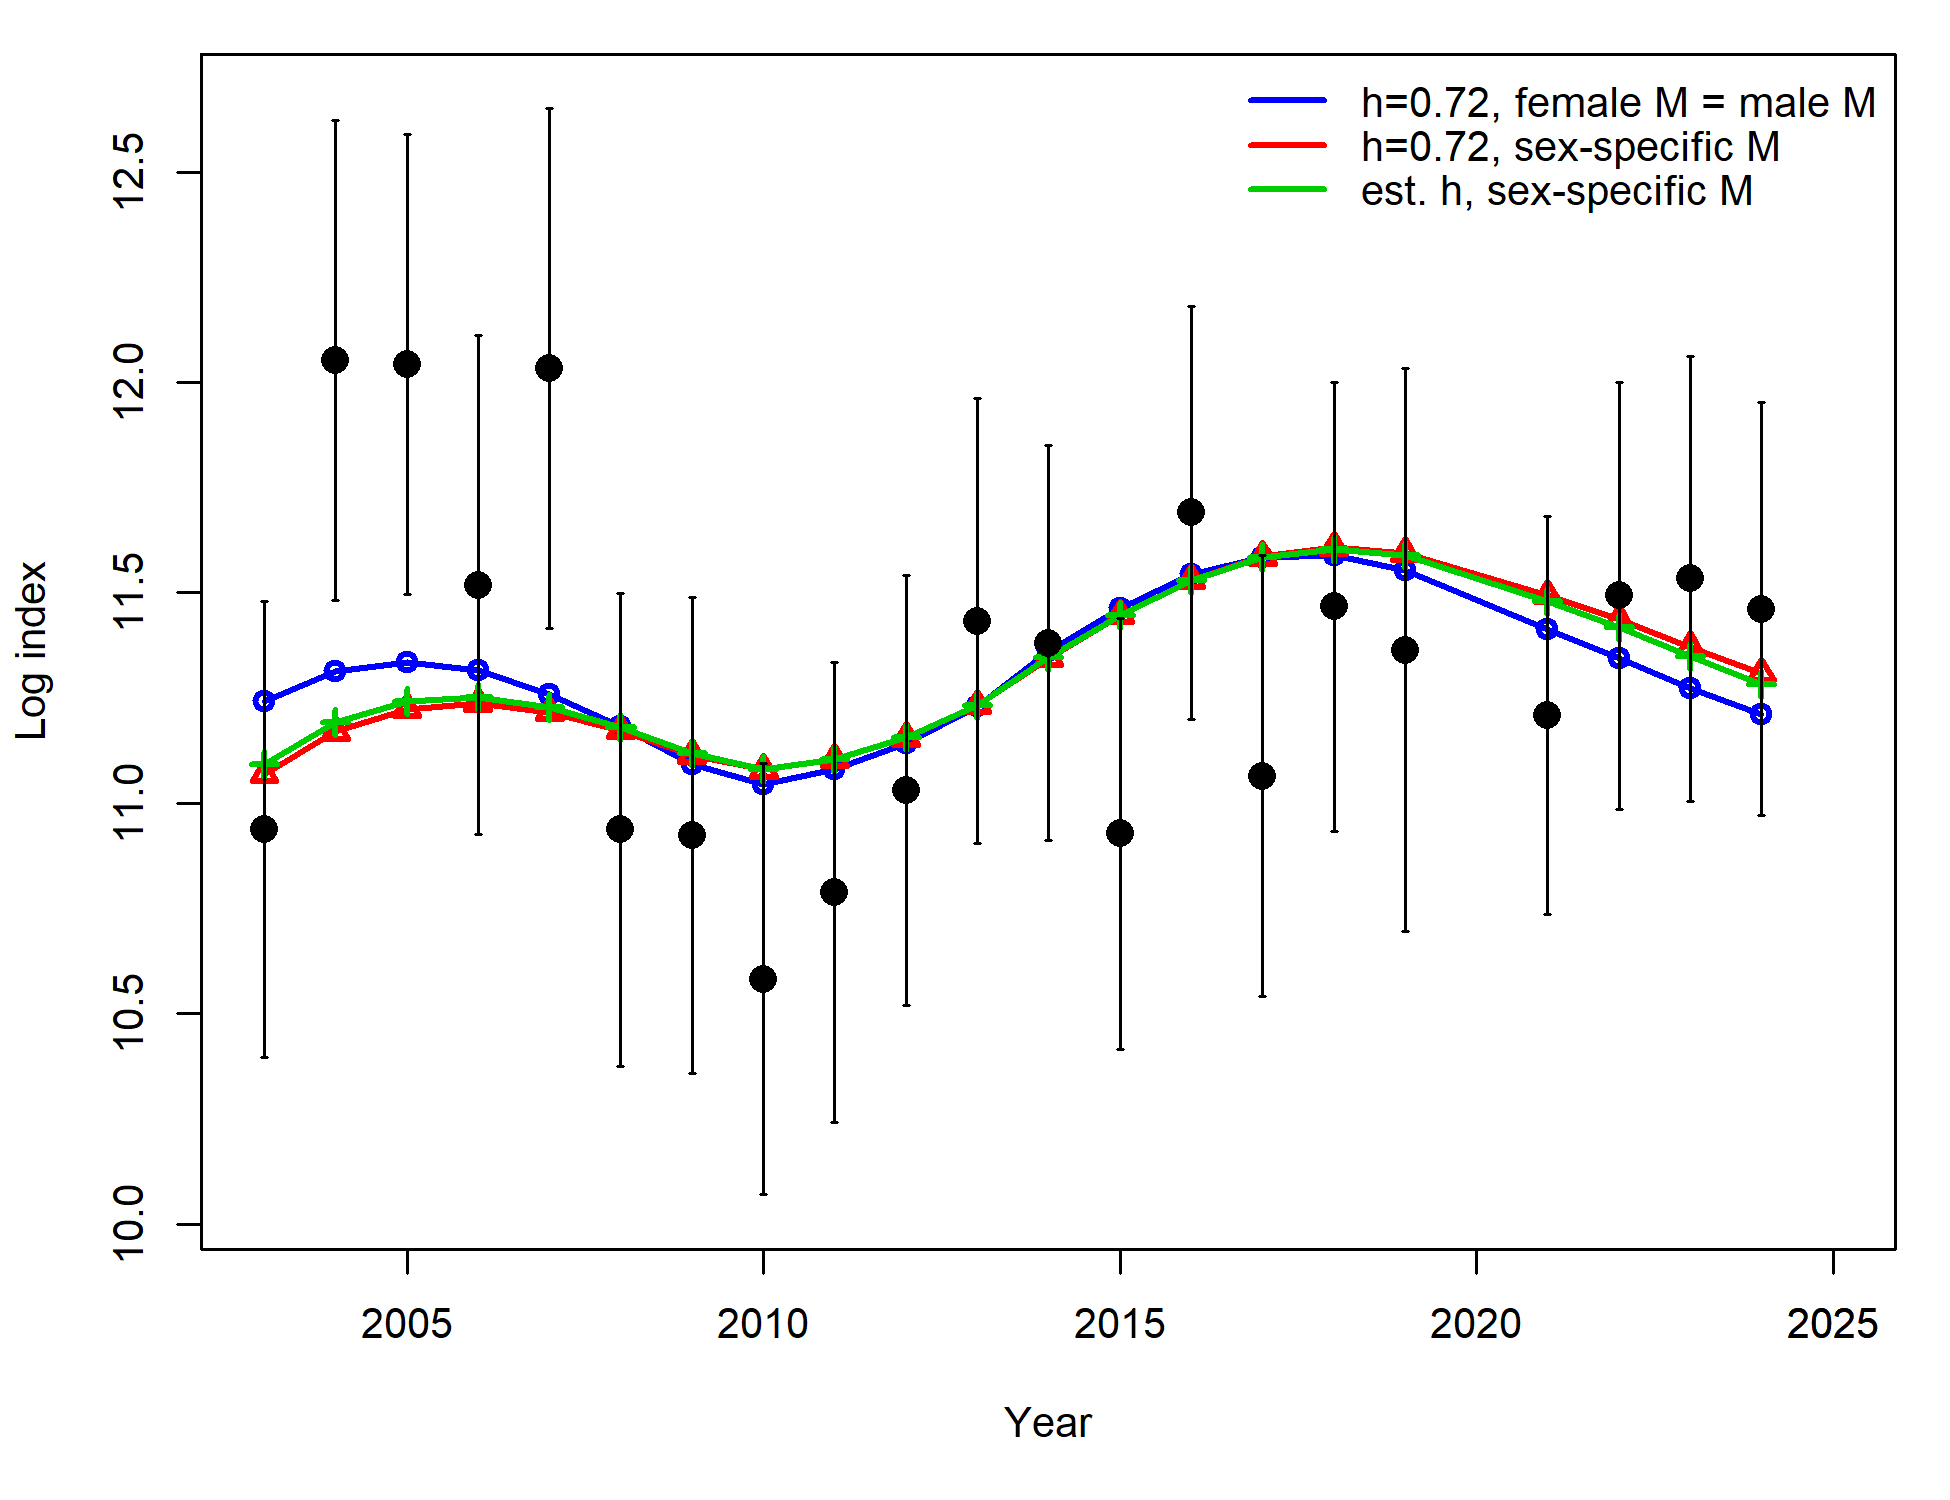 h=0.72, female M = male M
h=0.72, sex-specific M
est. h, sex-specific M
Log index
12.5
12.0
11.5
11.0
10.5
10.0
2005 2010 2015 2020 2025
Year